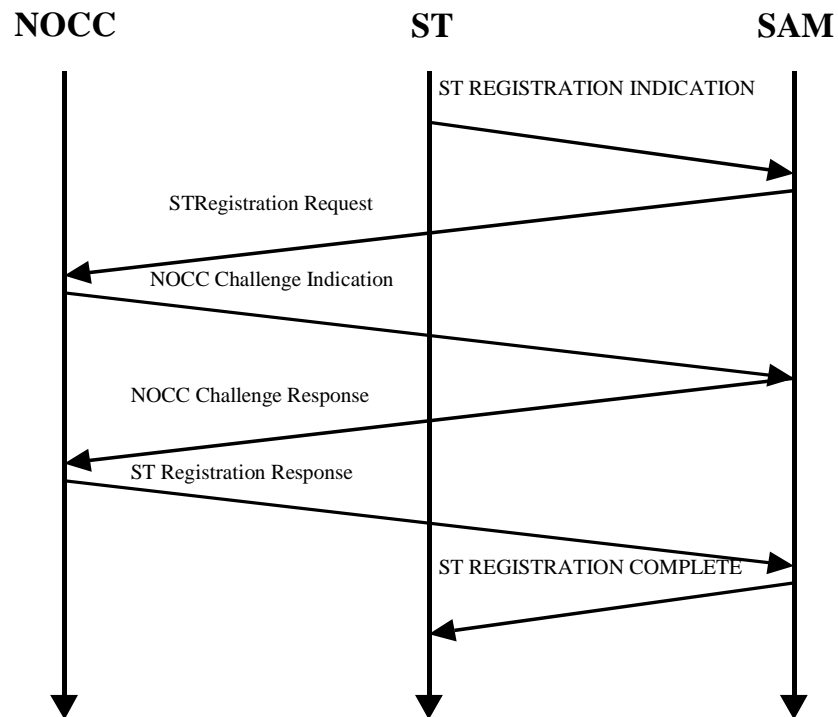 NOCC ST SAM
ST REGISTRATION INDICATION
STRegistration Request
NOCC Challenge Indication
NOCC Challenge Response
ST Registration Response
ST REGISTRATION COMPLETE